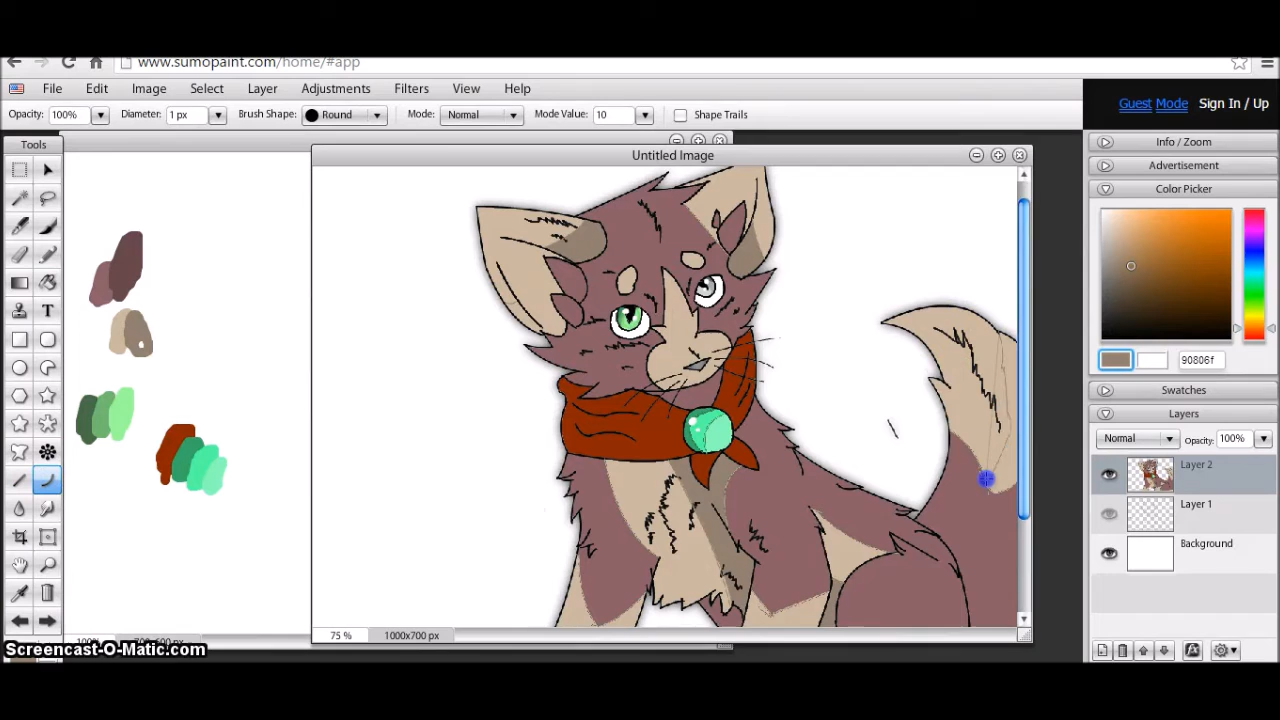 www.sumopaint.com/home/#app
File Edit Image Select Layer Adjustments Filters View Help
Guest Mode Sign In / Up
Opacity: 100% Diameter: 1 px Brush Shape: Round Mode: Normal Mode Value: 10 Shape Trails
Tools
Untitled Image
Info / Zoom
Advertisement
Color Picker
90806f
Swatches
Layers
Normal Opacity: 100%
Layer 2
Layer 1
Background
75 % 1000x700 px
Screencast-O-Matic.com